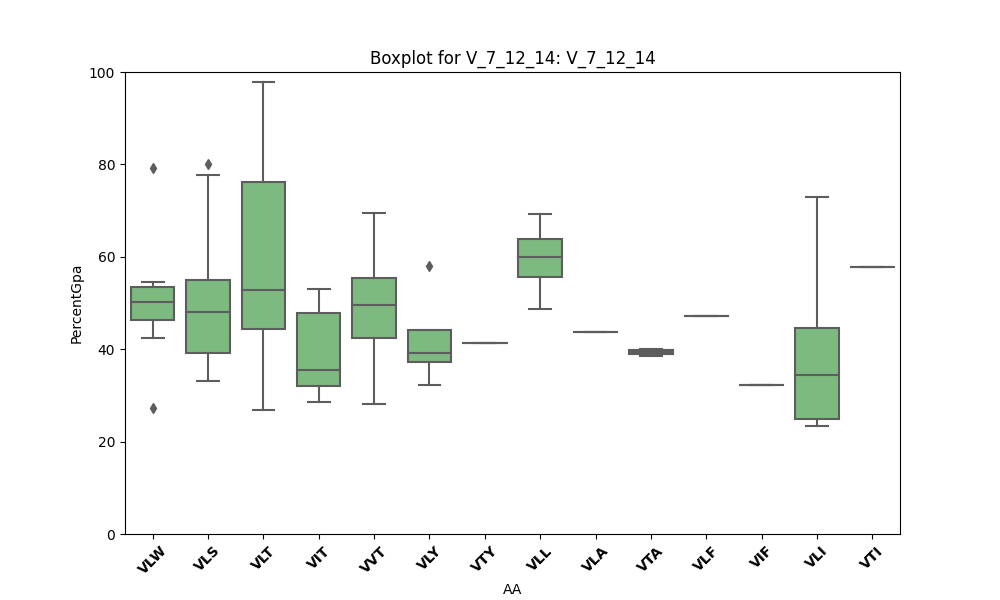 Boxplot for V_7_12_14: V_7_12_14
100
80
60
40
20
0
PercentGpa
VLW
VLS
VLT
VIT
VVT
VLY
VTY
VLL
VLA
VTA
VLF
VIF
VLI
VTI
AA